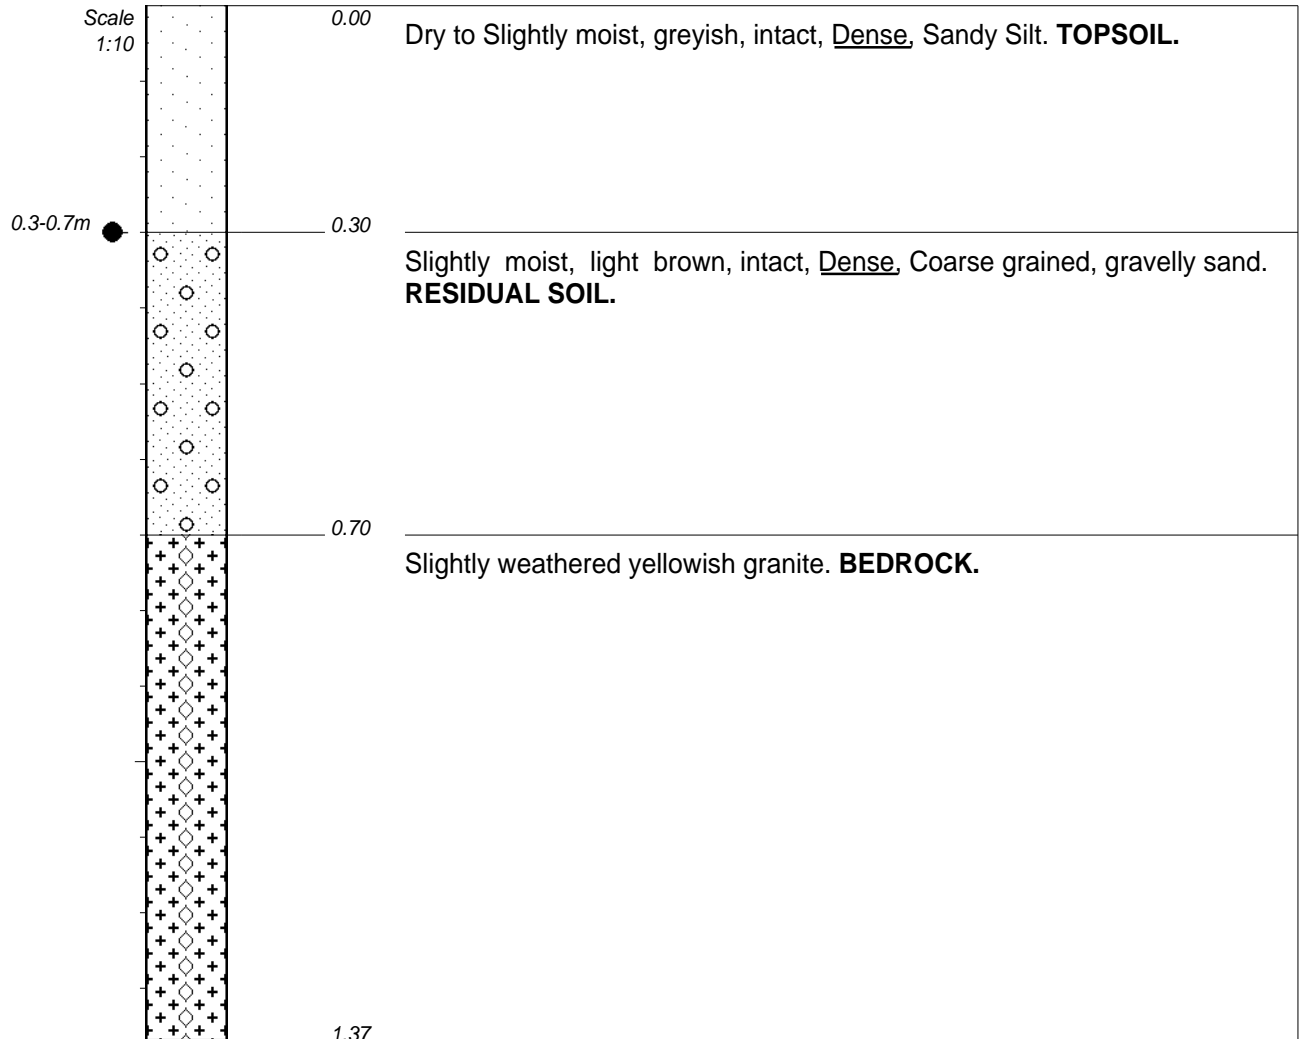 Scale
1:10
0.00
Dry to Slightly moist, greyish, intact, Dense, Sandy Silt. TOPSOIL.
0.3-0.7m
0.30
Slightly moist, light brown, intact, Dense, Coarse grained, gravelly sand.
RESIDUAL SOIL.
0.70
Slightly weathered yellowish granite. BEDROCK.
1.37